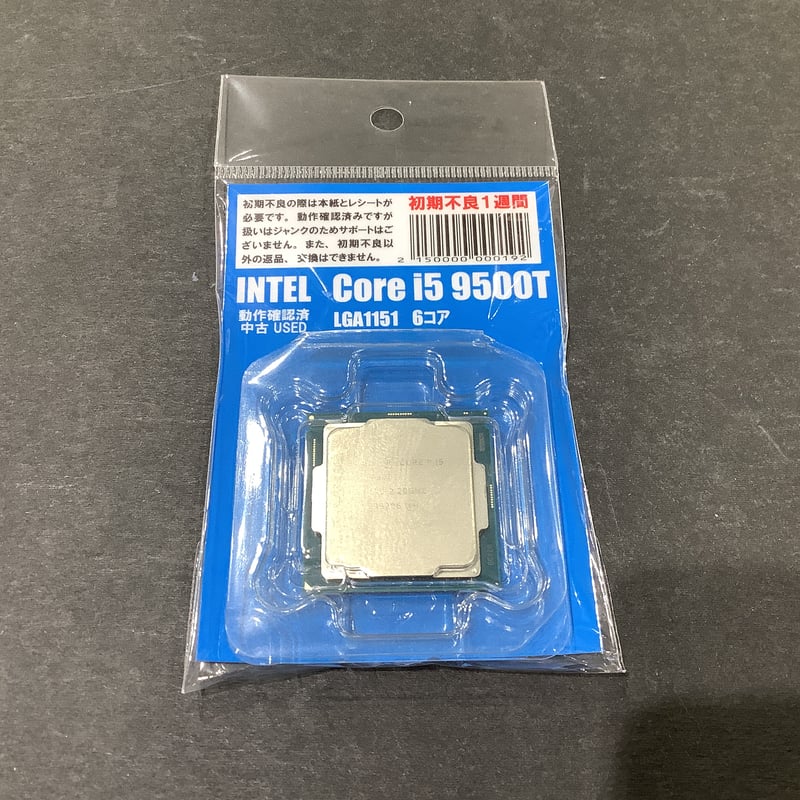 初期不良の際は本紙とレシートが
必要です。動作確認済みですが
扱いはジャンクのためサポートはご
ざいません。また、初期不良以
外の返品、交換はできません。
初期不良1週間
2 150000 000192
INTEL Core i5 9500T
動作確認済
中古 USED
LGA1151 6コア